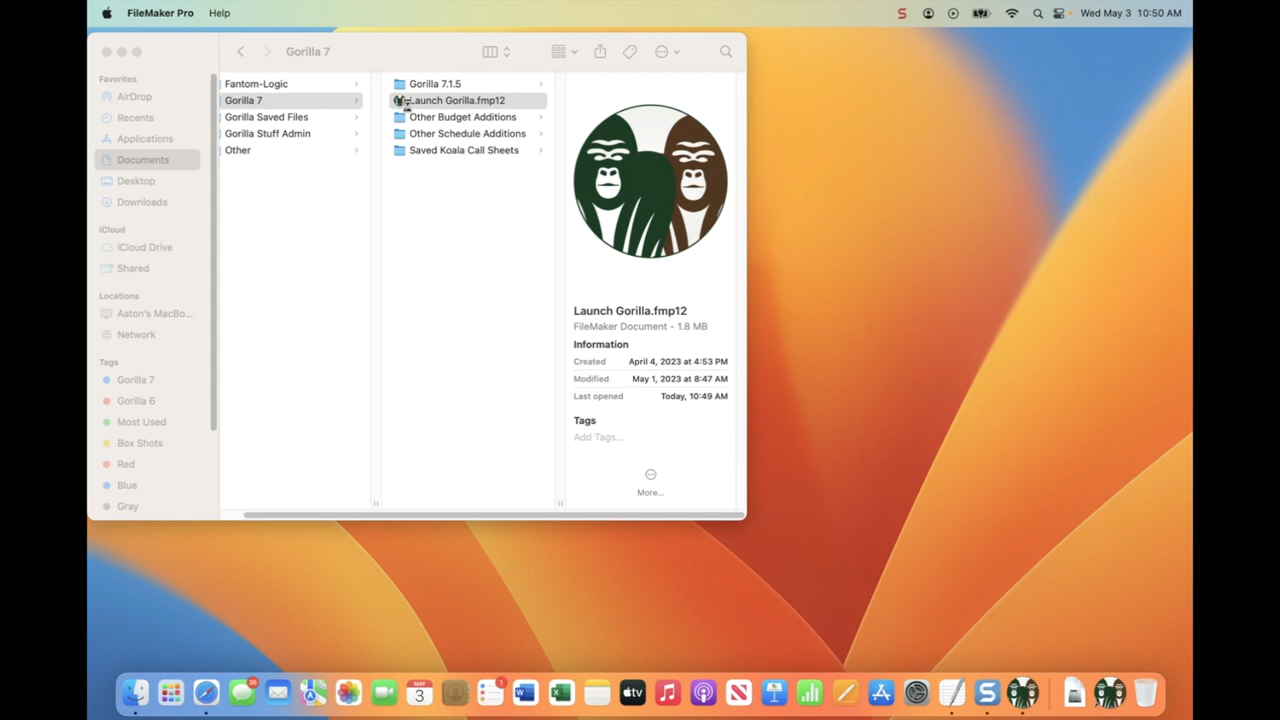 FileMaker Pro Help
S
Wed May 3 10:50 AM
Gorilla 7
Favorites
AirDrop
Recents
Applications
Documents
Desktop
Downloads
iCloud
iCloud Drive
Shared
Locations
Aaton's MacBo...
Network
Tags
Gorilla 7
Gorilla 6
Most Used
Box Shots
Red
Blue
Gray
Fantom-Logic
Gorilla 7
Gorilla Saved Files
Gorilla Stuff Admin
Other
Gorilla 7.1.5
Launch Gorilla.fmp12
Other Budget Additions
Other Schedule Additions
Saved Koala Call Sheets
Launch Gorilla.fmp12
FileMaker Document - 1.8 MB
Information
Created April 4, 2023 at 4:53 PM
Modified May 1, 2023 at 8:47 AM
Last opened Today, 10:49 AM
Tags
Add Tags...
More...
MAY
3
1
W
X
tv
S